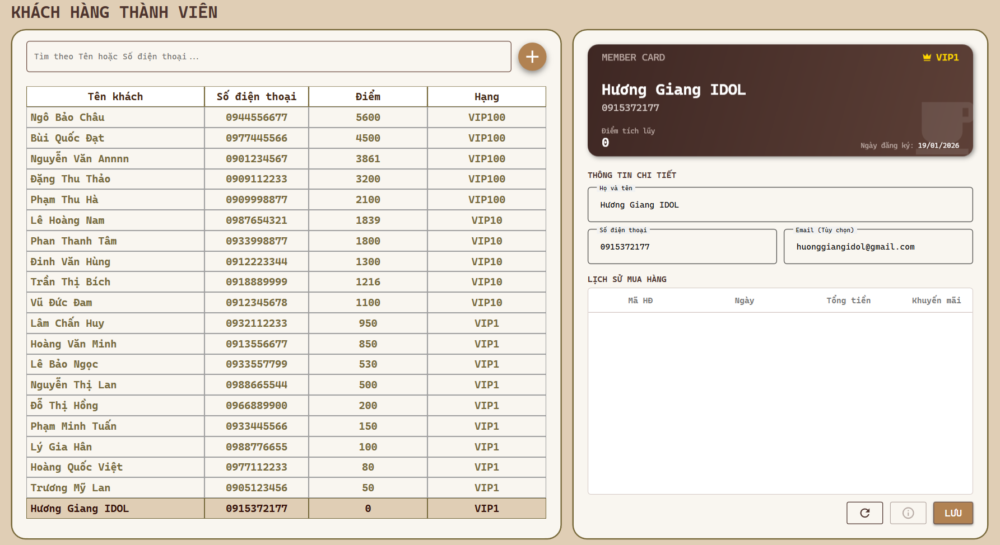 KHÁCH HÀNG THÀNH VIÊN
Tìm theo Tên hoặc Số điện thoại...
Tên khách Số điện thoại Điểm Hạng
Ngô Bảo Châu 0944556677 5600 VIP100
Bùi Quốc Đạt 0977445566 4500 VIP100
Nguyễn Văn Annnn 0901234567 3861 VIP100
Đặng Thu Thảo 0909112233 3200 VIP100
Phạm Thu Hà 0909998877 2100 VIP100
Lê Hoàng Nam 0987654321 1839 VIP10
Phan Thanh Tâm 0933998877 1800 VIP10
Đinh Văn Hùng 0912223344 1300 VIP10
Trần Thị Bích 0918889999 1216 VIP10
Vũ Đức Đam 0912345678 1100 VIP10
Lâm Chấn Huy 0932112233 950 VIP1
Hoàng Văn Minh 0913556677 850 VIP1
Lê Bảo Ngọc 0933557799 530 VIP1
Nguyễn Thị Lan 0988665544 500 VIP1
Đỗ Thị Hồng 0966889900 200 VIP1
Phạm Minh Tuấn 0933445566 150 VIP1
Lý Gia Hân 0988776655 100 VIP1
Hoàng Quốc Việt 0977112233 80 VIP1
Trương Mỹ Lan 0905123456 50 VIP1
Hương Giang IDOL 0915372177 0 VIP1
MEMBER CARD VIP1
Hương Giang IDOL
0915372177
Điểm tích lũy
0
Ngày đăng ký: 19/01/2026
THÔNG TIN CHI TIẾT
Họ và tên
Hương Giang IDOL
Số điện thoại Email (Tùy chọn)
0915372177 huonggiangidol@gmail.com
LỊCH SỬ MUA HÀNG
Mã HĐ Ngày Tổng tiền Khuyến mãi
LƯU